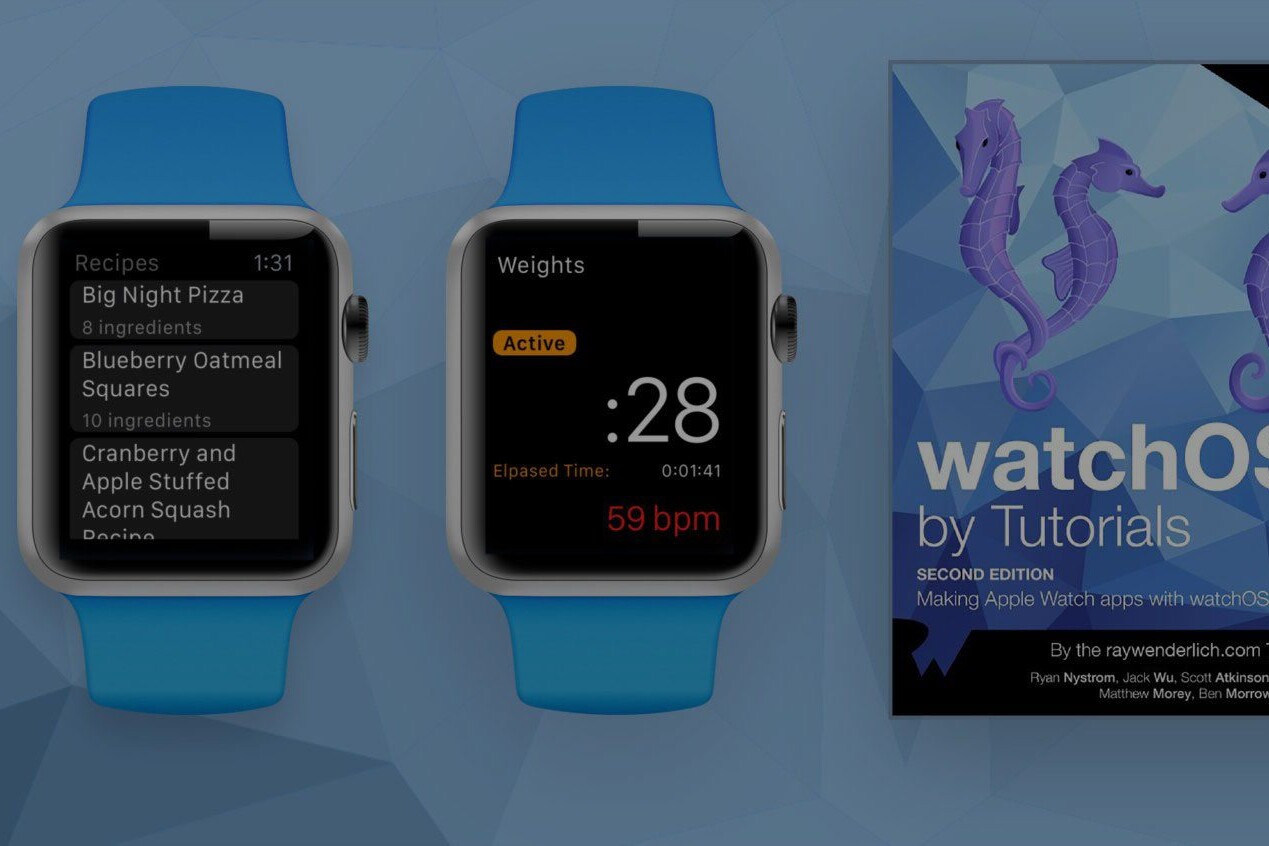 Recipes 1:31
Big Night Pizza
8 ingredients
Blueberry Oatmeal
Squares
10 ingredients
Cranberry and
Apple Stuffed
Acorn Squash
Recipe
Weights
Active
:28
Elpased Time: 0:01:41
59 bpm
watchOS
by Tutorials
SECOND EDITION
Making Apple Watch apps with watchOS
By the raywenderlich.com T
Ryan Nystrom, Jack Wu, Scott Atkinson
Matthew Morey, Ben Morrow